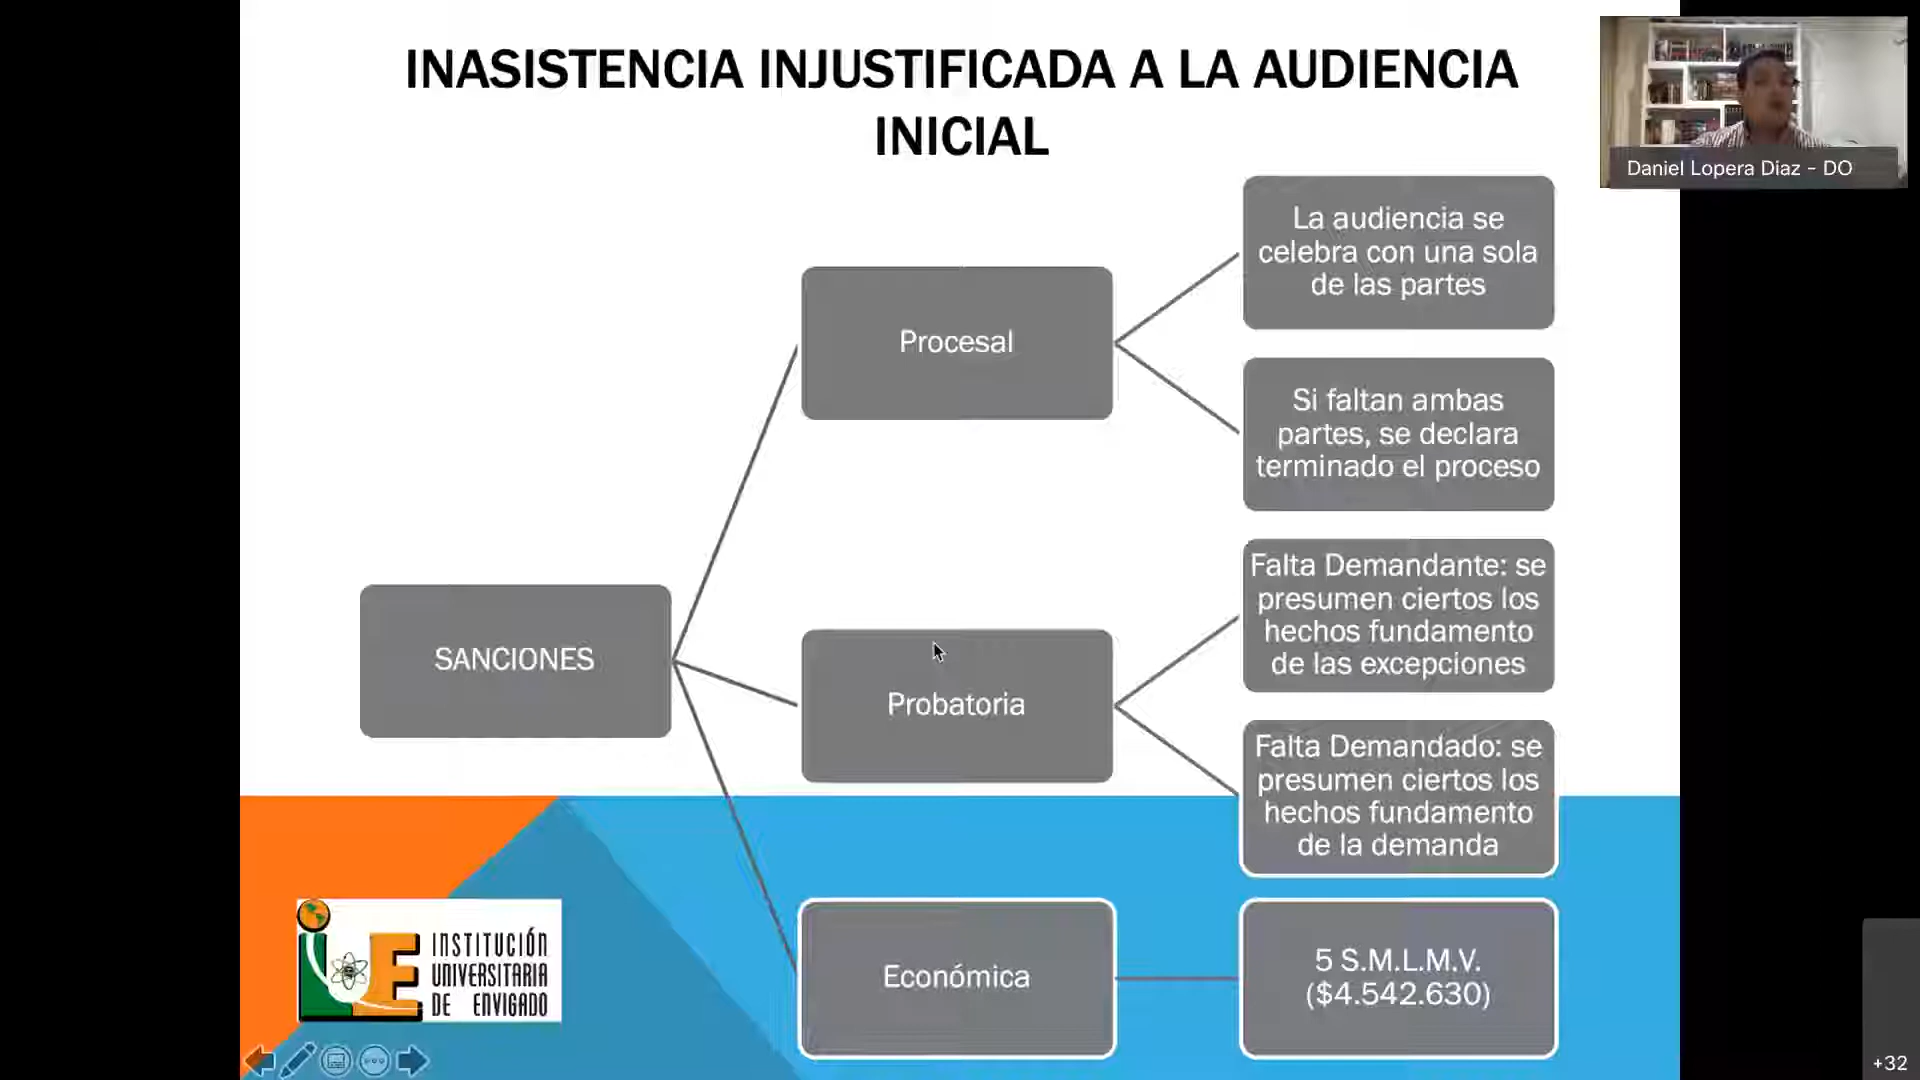 INASISTENCIA INJUSTIFICADA A LA AUDIENCIA
INICIAL
Daniel Lopera Diaz - DO
SANCIONES
Procesal
La audiencia se
celebra con una sola
de las partes
Si faltan ambas
partes, se declara
terminado el proceso
Probatoria
Falta Demandante: se
presumen ciertos los
hechos fundamento
de las excepciones
Falta Demandado: se
presumen ciertos los
hechos fundamento
de la demanda
Económica
5 S.M.L.M.V.
($4.542.630)
INSTITUCIÓN
UNIVERSITARIA
DE ENVIGADO
+32